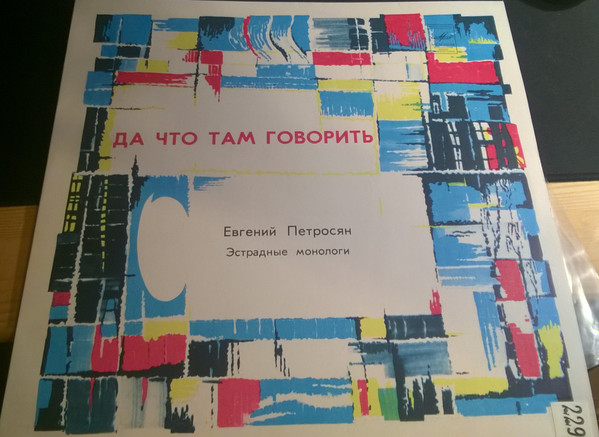 ДА ЧТО ТАМ ГОВОРИТЬ
Евгений Петросян
Эстрадные монологи
229